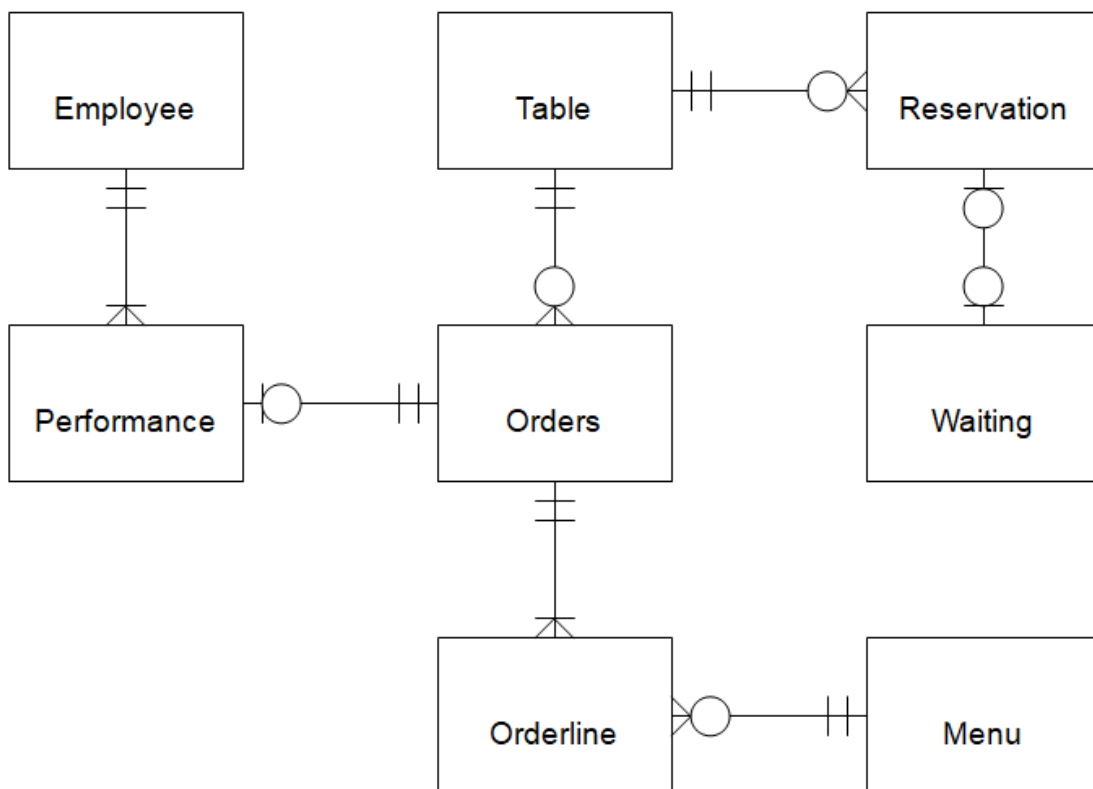 Employee
Table
Reservation
Performance
Orders
Waiting
Orderline
Menu